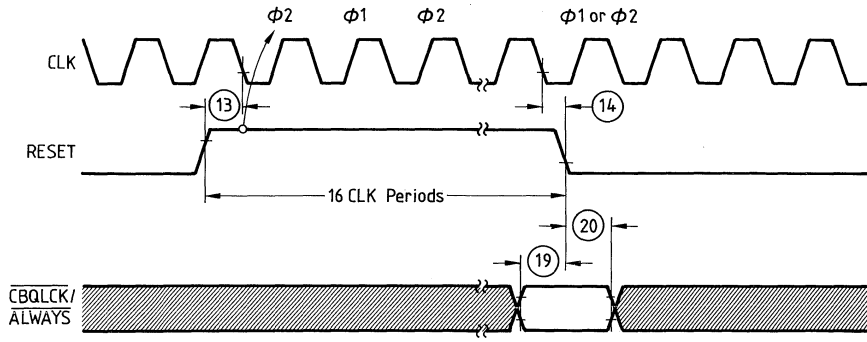 ϕ2 ϕ1 ϕ2 ϕ1 or ϕ2
CLK
13 14
RESET
16 CLK Periods
20
19
CBQLCK/
ALWAYS